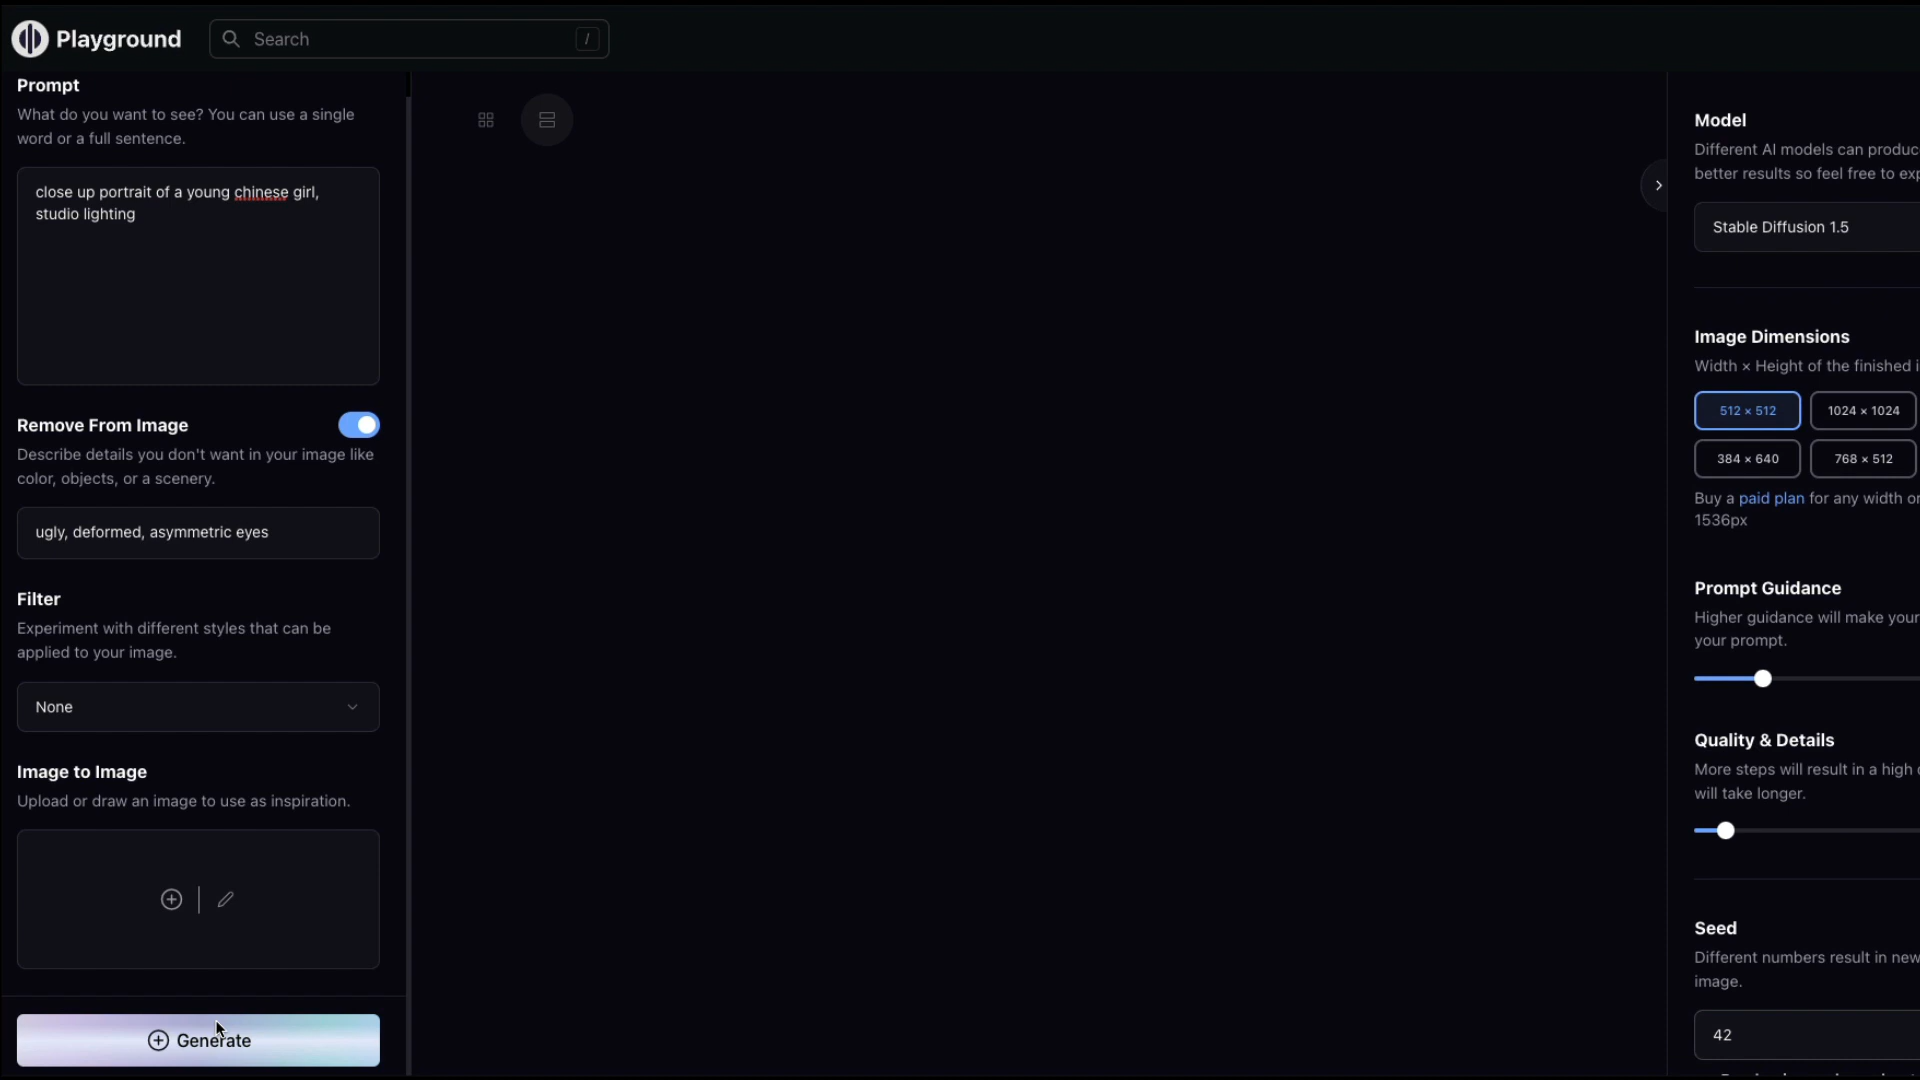 Playground
Search
/
Prompt
What do you want to see? You can use a single
word or a full sentence.
close up portrait of a young chinese girl,
studio lighting
Remove From Image
Describe details you don't want in your image like
color, objects, or a scenery.
ugly, deformed, asymmetric eyes
Filter
Experiment with different styles that can be
applied to your image.
None
Image to Image
Upload or draw an image to use as inspiration.
Generate
Model
Different AI models can produc
better results so feel free to exp
Stable Diffusion 1.5
Image Dimensions
Width × Height of the finished i
512 × 512
1024 × 1024
384 × 640
768 × 512
Buy a paid plan for any width or
1536px
Prompt Guidance
Higher guidance will make your
your prompt.
Quality & Details
More steps will result in a high
will take longer.
Seed
Different numbers result in new
image.
42